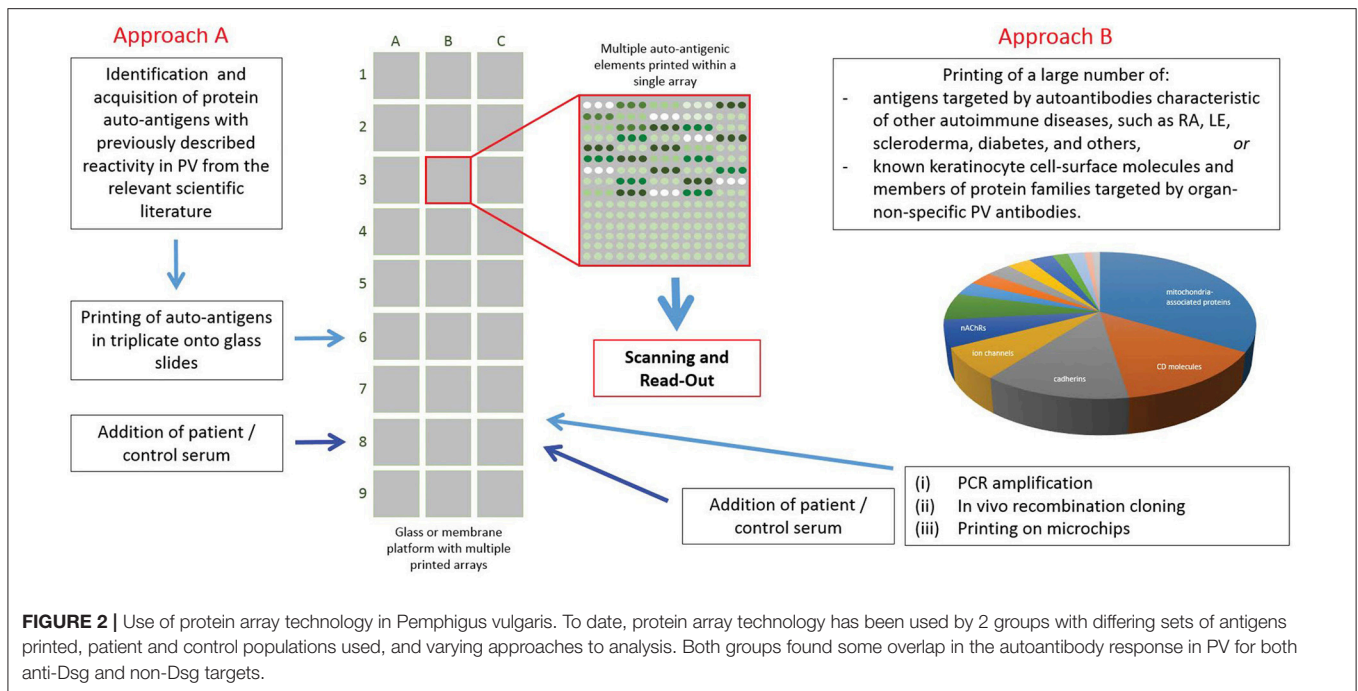 Approach A
Identification and
acquisition of protein
auto-antigens with
previously described
reactivity in PV from the
relevant scientific
literature
Printing of auto-antigens
in triplicate onto glass
slides
Addition of patient /
control serum
A B C
1
2
3
4
5
6
7
8
9
Glass or membrane
platform with multiple
printed arrays
Multiple auto-antigenic
elements printed within a
single array
Scanning and
Read-Out
Approach B
Printing of a large number of:
- antigens targeted by autoantibodies characteristic
of other autoimmune diseases, such as RA, LE,
scleroderma, diabetes, and others, or
- known keratinocyte cell-surface molecules and
members of protein families targeted by organ-
non-specific PV antibodies.
mitochondria-
associated proteins
CD molecules
cadherins
ion channels
nAChRs
Addition of patient /
control serum
(i) PCR amplification
(ii) In vivo recombination cloning
(iii) Printing on microchips
FIGURE 2 | Use of protein array technology in Pemphigus vulgaris. To date, protein array technology has been used by 2 groups with differing sets of antigens
printed, patient and control populations used, and varying approaches to analysis. Both groups found some overlap in the autoantibody response in PV for both
anti-Dsg and non-Dsg targets.